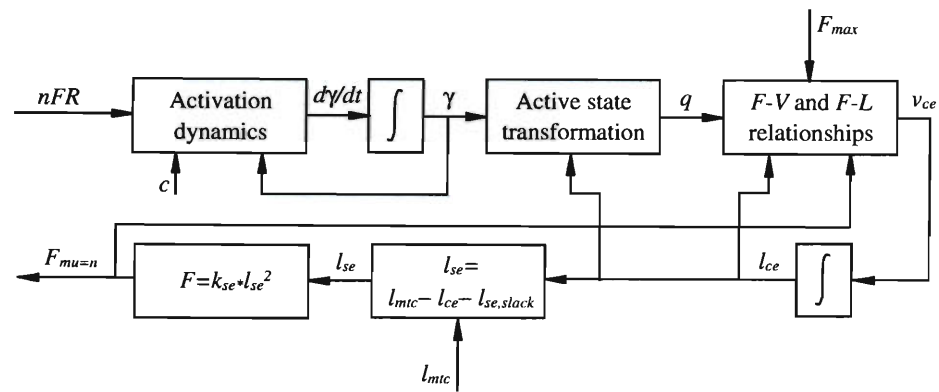 F_max
nFR
Activation
dynamics
dγ/dt
∫
γ
Active state
transformation
q
F-V and F-L
relationships
v_ce
c
F_mu=n
F=k_se*l_se^2
l_se
l_se=
l_mtc– l_ce– l_se,slack
l_ce
∫
l_mtc